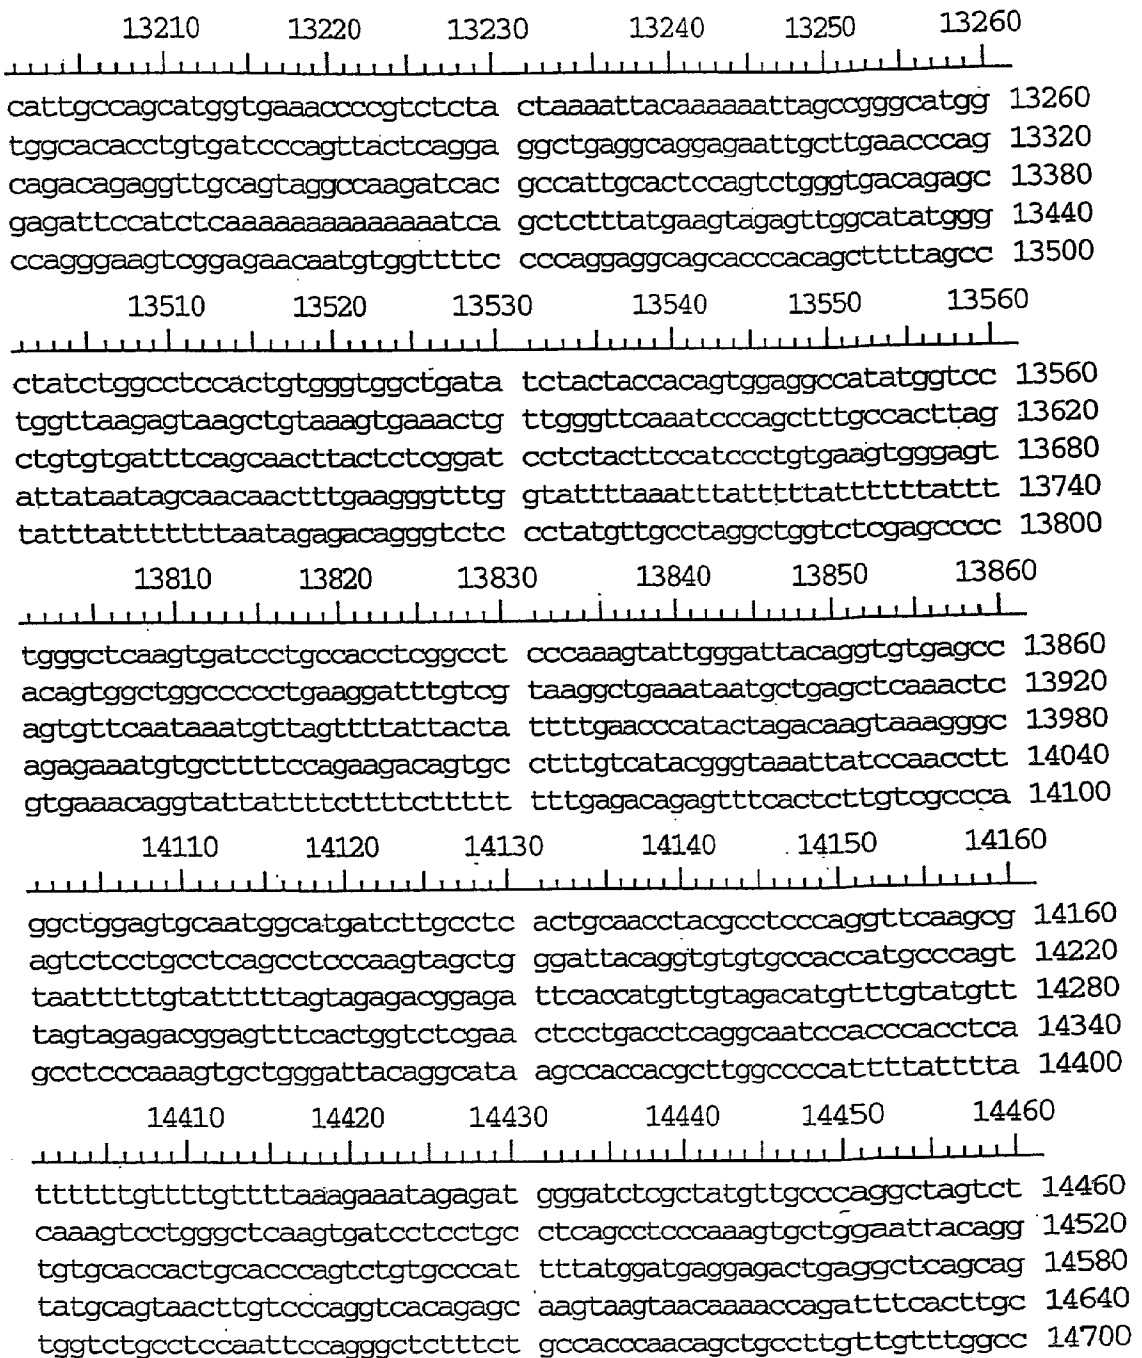 13210 13220 13230 13240 13250 13260
cattgccagcatggtgaaaccccgtctcta ctaaaattacaaaaaattagccgggcatgg 13260
tggcacacctgtgatcccagttactcagga ggctgaggcaggagaattgcttgaacccag 13320
cagacagaggttgcagtaggccaagatcac gccattgcactccagtctgggtgacagagc 13380
gagattccatctcaaaaaaaaaaaaaaatca gctctttatgaagtagagttggcatatggg 13440
ccagggaagtcggagaacaatgtggttttc cccaggaggcagcacccacagcttttagcc 13500
13510 13520 13530 13540 13550 13560
ctatctggcctccactgtgggtggctgata tctactaccacagtggaggccatatggtcc 13560
tggttaagagtaagctgtaaagtgaaactg ttgggttcaaatcccagctttgccacttag 13620
ctgtgtgatttcagcaacttactctcggat cctctacttccatccctgtgaagtgggagt 13680
attataatagcaacaactttgaagggtttg gtattttaaatttatttttattttttattt 13740
tatttatttttttaatagagacagggtctc cctatgttgcctaggctggtctcgagcccc 13800
13810 13820 13830 13840 13850 13860
tgggctcaagtgatcctgccacctcggcct cccaaagtattgggattacaggtgtgagcc 13860
acagtggctggccccctgaaggatttgtcg taaggctgaaataatgctgagctcaaactc 13920
agtgttcaataaatgttagttttattacta ttttgaacccatactagacaagtaaagggc 13980
agagaaatgtgcttttccagaagacagtgc ctttgtcatacgggtaaattatccaacctt 14040
gtgaaacaggtattattttcttttcttttt tttgagacagagtttcactcttgtcgccca 14100
14110 14120 14130 14140 14150 14160
ggctggagtgcaatggcatgatcttgcctc actgcaacctacgcctcccaggttcaagcg 14160
agtctcctgcctcagcctcccaagtagctg ggattacaggtgtgtgccaccatgcccagt 14220
taatttttgtatttttagtagagacggaga ttcaccatgttgtagacatgtttgtatgtt 14280
tagtagagacggagtttcactggtctcgaa ctcctgacctcaggcaatccacccacctca 14340
gcctcccaaagtgctgggattacaggcata agccaccacgcttggccccattttatttta 14400
14410 14420 14430 14440 14450 14460
ttttttgttttgttttaaagaaatagagat gggatctcgctatgttgcccaggctagtct 14460
caaagtcctgggctcaagtgatcctcctgc ctcagcctcccaaagtgctggaattacagg 14520
tgtgcaccactgcacccagtctgtgcccat tttatggatgaggagactgaggctcagcag 14580
tatgcagtaacttgtcccaggtcacagagc aagtaagtaacaaaaccagatttcacttgc 14640
tggtctgcctccaattccagggctctttct gccacccaacagctgccttgttgtttggcc 14700